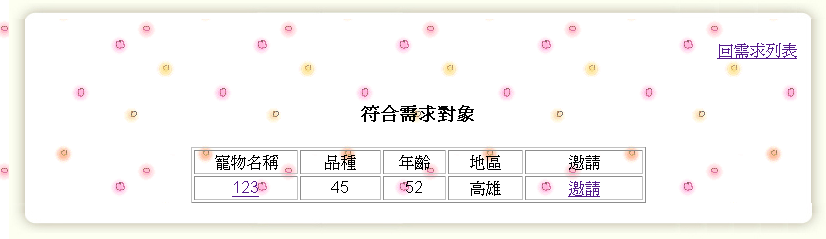 回需求列表
符合需求對象
寵物名稱 品種 年齡 地區 邀請
123 45 52 高雄 邀請